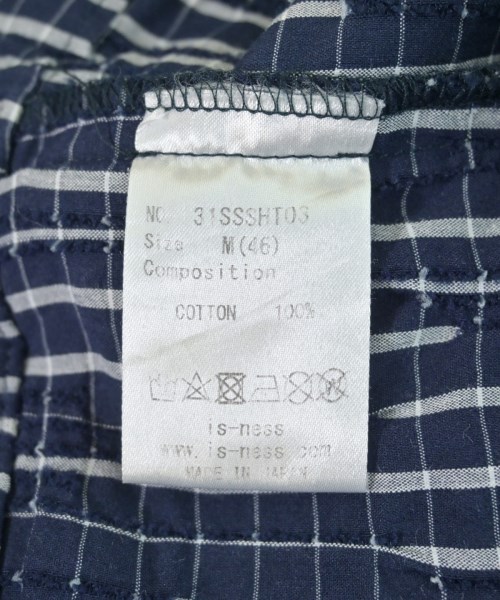 NO. 31SSSHT03
Size M(46)
Composition
COTTON 100%
is-ness
www.is-ness.com
MADE IN JAPAN